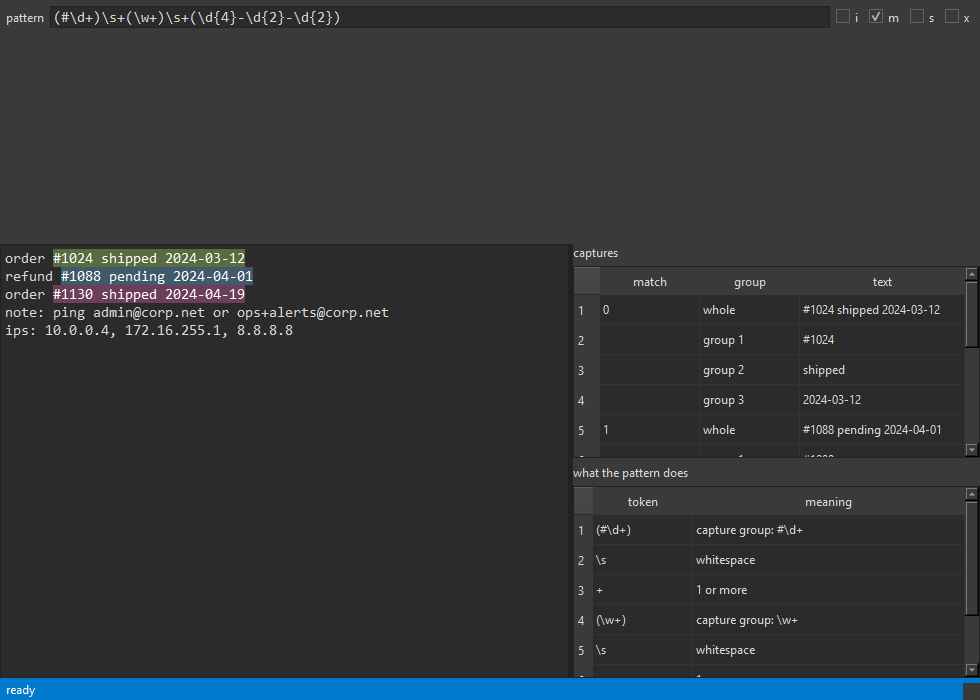 pattern (#\d+)\s+(\w+)\s+(\d{4}-\d{2}-\d{2}) i m s x
order #1024 shipped 2024-03-12
refund #1088 pending 2024-04-01
order #1130 shipped 2024-04-19
note: ping admin@corp.net or ops+alerts@corp.net
ips: 10.0.0.4, 172.16.255.1, 8.8.8.8
captures
match group text
1 0 whole #1024 shipped 2024-03-12
2 group 1 #1024
3 group 2 shipped
4 group 3 2024-03-12
5 1 whole #1088 pending 2024-04-01
what the pattern does
token meaning
1 (#\d+) capture group: #\d+
2 \s whitespace
3 + 1 or more
4 (\w+) capture group: \w+
5 \s whitespace
ready